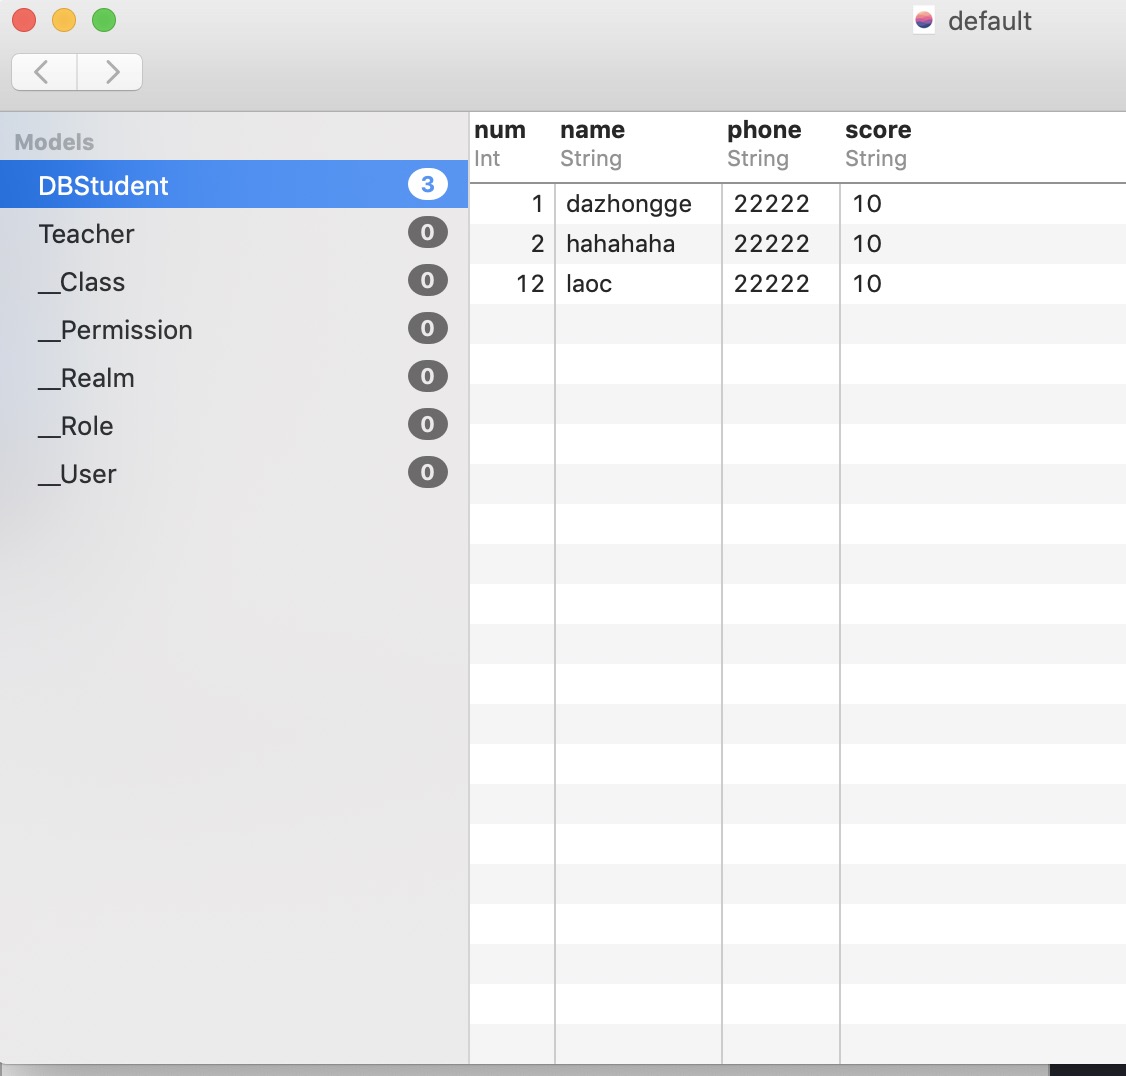 default
Models
DBStudent 3
Teacher 0
__Class 0
__Permission 0
__Realm 0
__Role 0
__User 0
num name phone score
Int String String String
1 dazhongge 22222 10
2 hahahaha 22222 10
12 laoc 22222 10